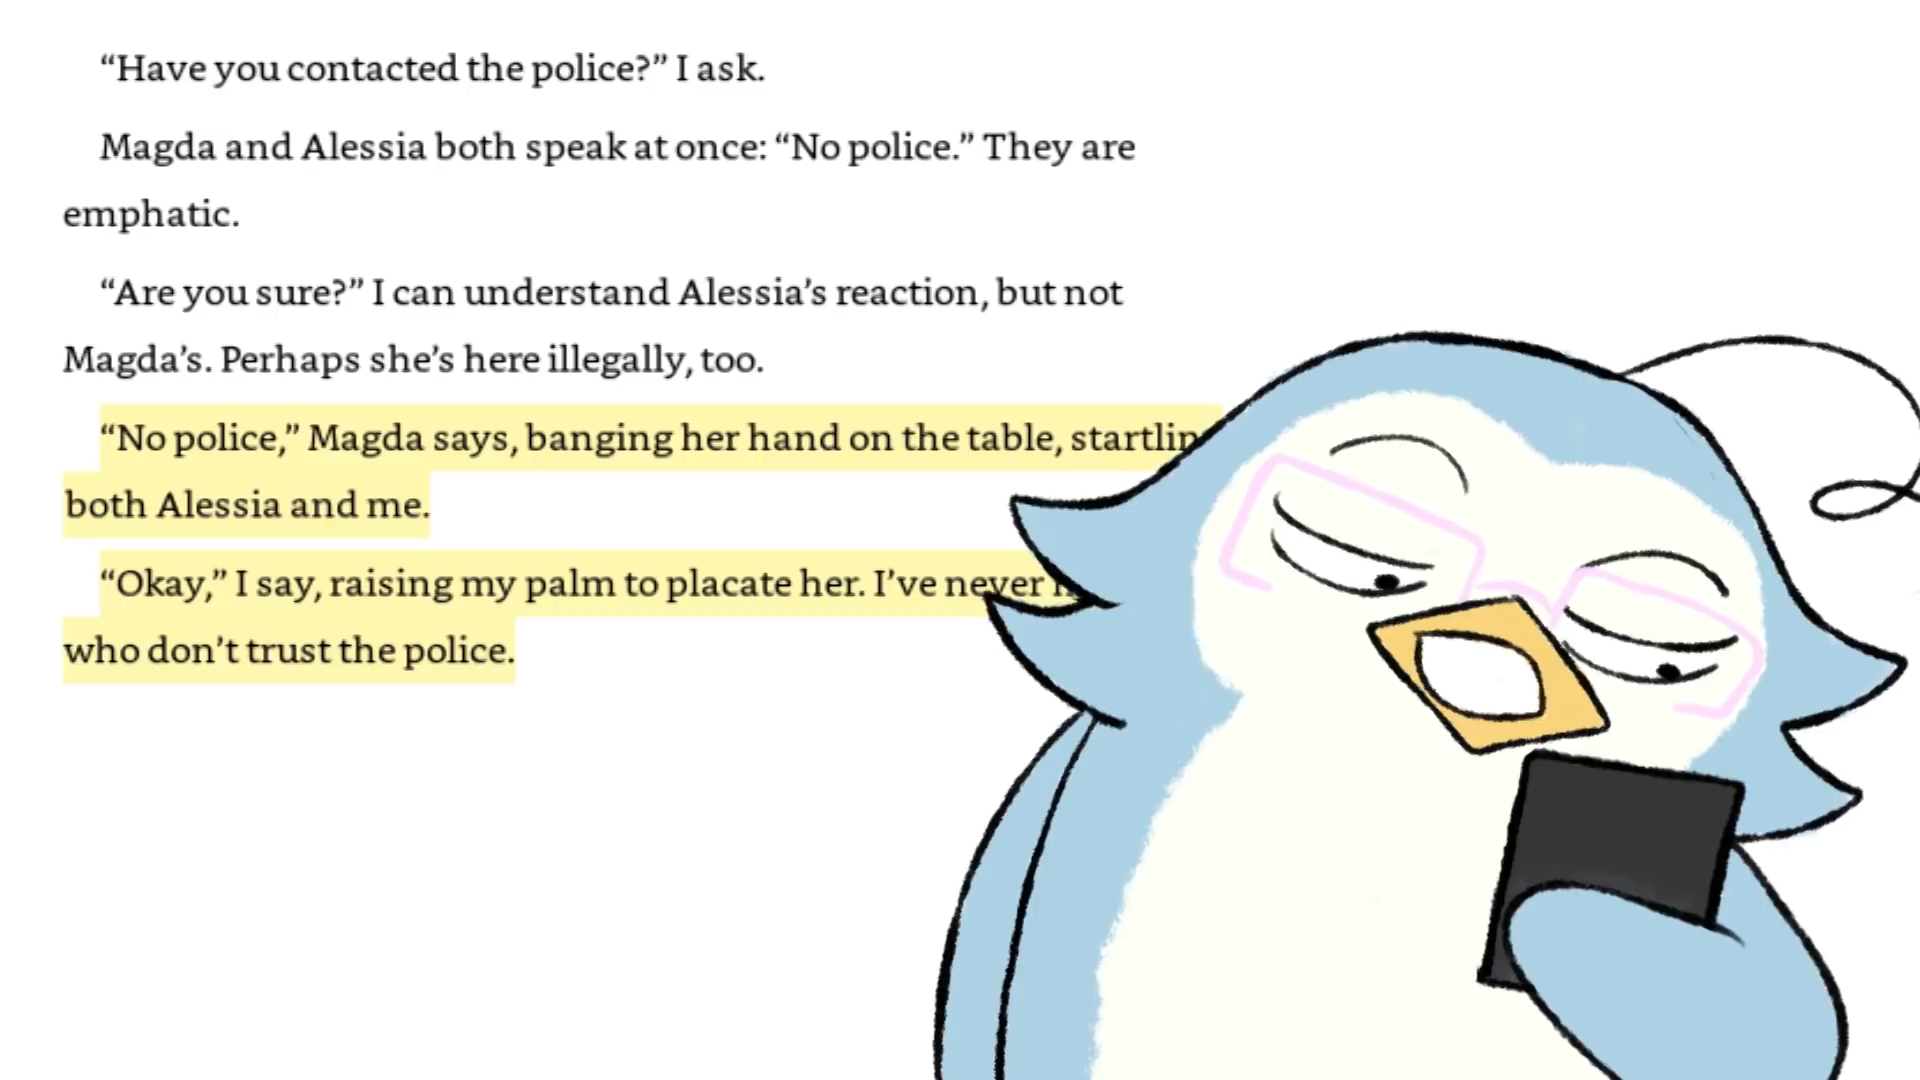 “Have you contacted the police?” I ask.
Magda and Alessia both speak at once: “No police.” They are
emphatic.
“Are you sure?” I can understand Alessia’s reaction, but not
Magda’s. Perhaps she’s here illegally, too.
“No police,” Magda says, banging her hand on the table,
both Alessia and me.
“Okay,” I say, raising my palm to placate her. I’ve never
who don’t trust the police.